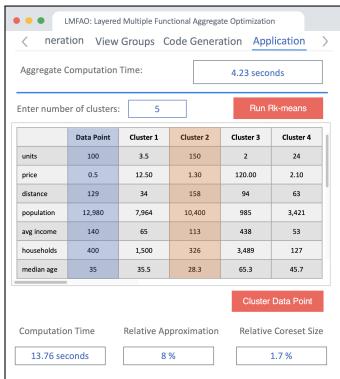 LMFAO: Layered Multiple Functional Aggregate Optimization
neration View Groups Code Generation Application
Aggregate Computation Time: 4.23 seconds
Enter number of clusters: 5 Run Rk-means
Data Point Cluster 1 Cluster 2 Cluster 3 Cluster 4
units 100 3.5 150 2 24
price 0.5 12.50 1.30 120.00 2.10
distance 129 34 158 94 63
population 12,980 7,964 10,400 985 3,421
avg income 140 65 113 438 53
households 400 1,500 326 3,489 127
median age 35 35.5 28.3 65.3 45.7
Cluster Data Point
Computation Time Relative Approximation Relative Coreset Size
13.76 seconds 8 % 1.7 %